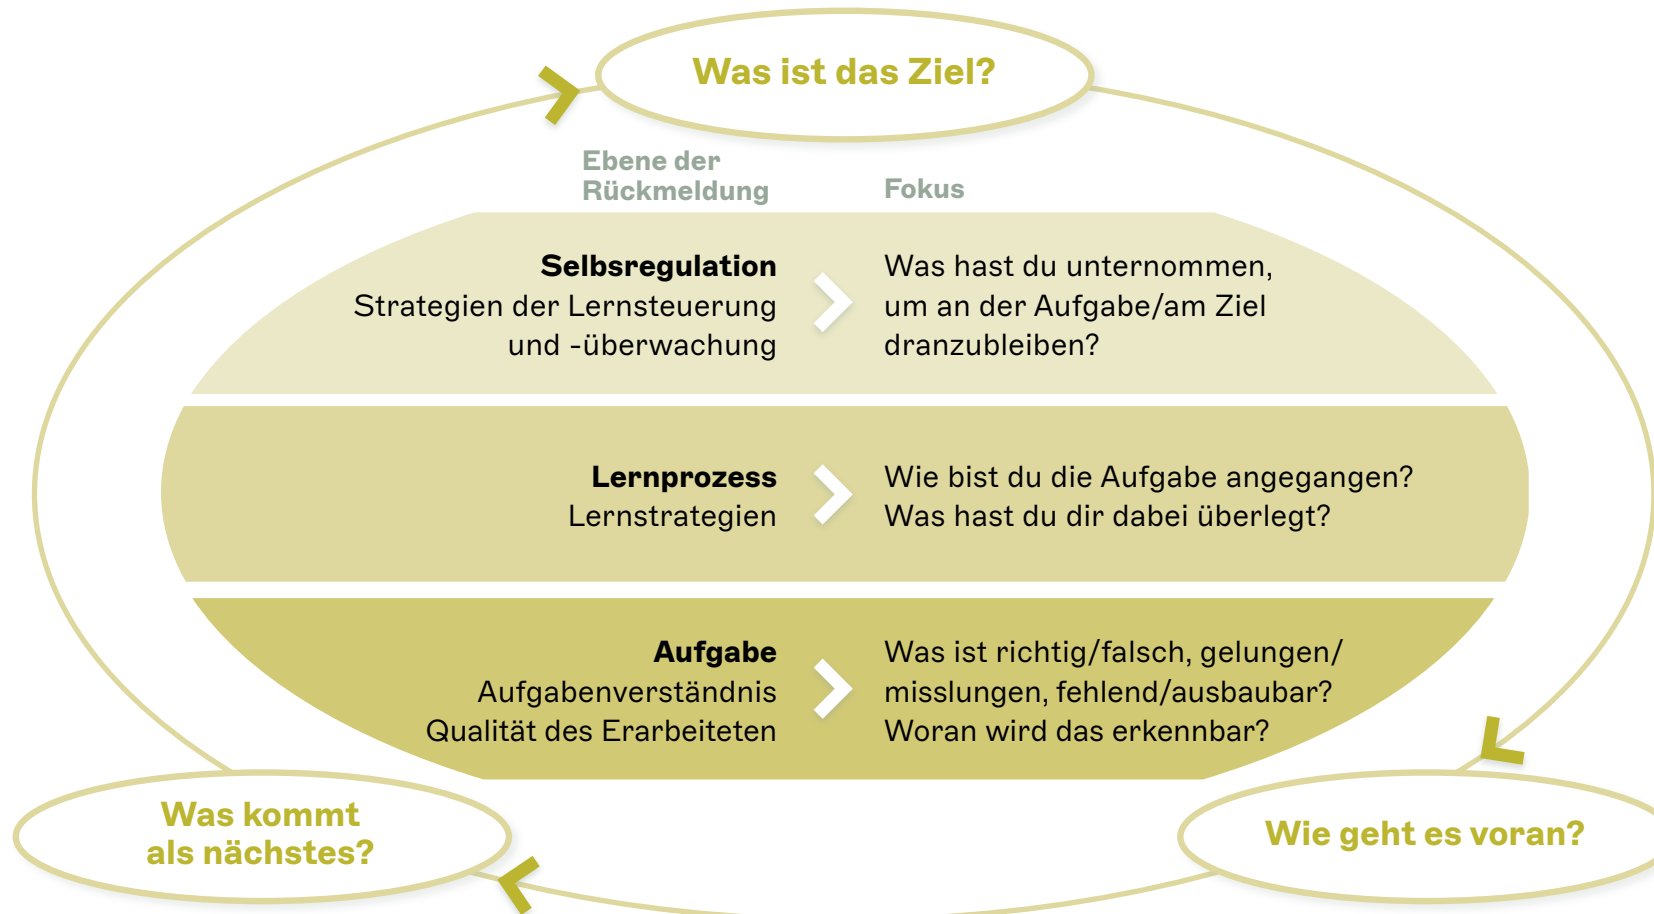 Was ist das Ziel?
Ebene der
Rückmeldung
Fokus
Selbsregulation
Strategien der Lernsteuerung
und -überwachung
Was hast du unternommen,
um an der Aufgabe/am Ziel
dranzubleiben?
Lernprozess
Lernstrategien
Wie bist du die Aufgabe angegangen?
Was hast du dir dabei überlegt?
Aufgabe
Aufgabenverständnis
Qualität des Erarbeiteten
Was ist richtig/falsch, gelungen/
misslungen, fehlend/ausbaubar?
Woran wird das erkennbar?
Was kommt
als nächstes?
Wie geht es voran?